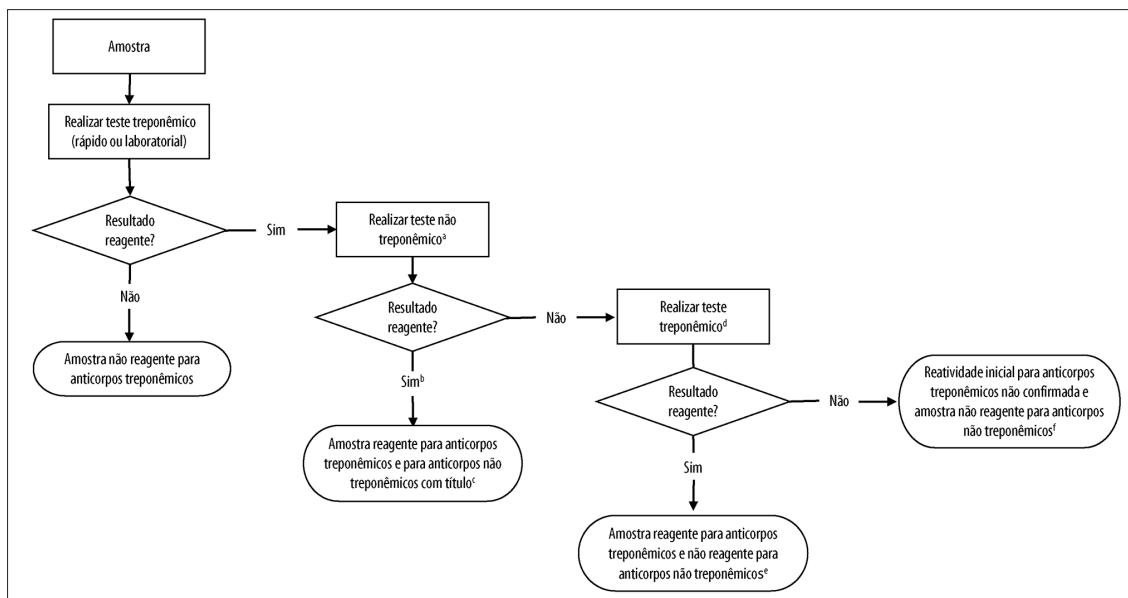 Amostra
Realizar teste treponêmico
(rápido ou laboratorial)
Resultado
reagente?
Sim
Não
Amostra não reagente para
anticorpos treponêmicos
Realizar teste não
treponêmicoᵃ
Resultado
reagente?
Não
Simᵇ
Amostra reagente para anticorpos
treponêmicos e para anticorpos não
treponêmicos com títuloᶜ
Realizar teste
treponêmicoᵈ
Resultado
reagente?
Não
Sim
Amostra reagente para anticorpos
treponêmicos e não reagente para
anticorpos não treponêmicosᵉ
Reatividade inicial para anticorpos
treponêmicos não confirmada e
amostra não reagente para anticorpos
não treponêmicosᶠ